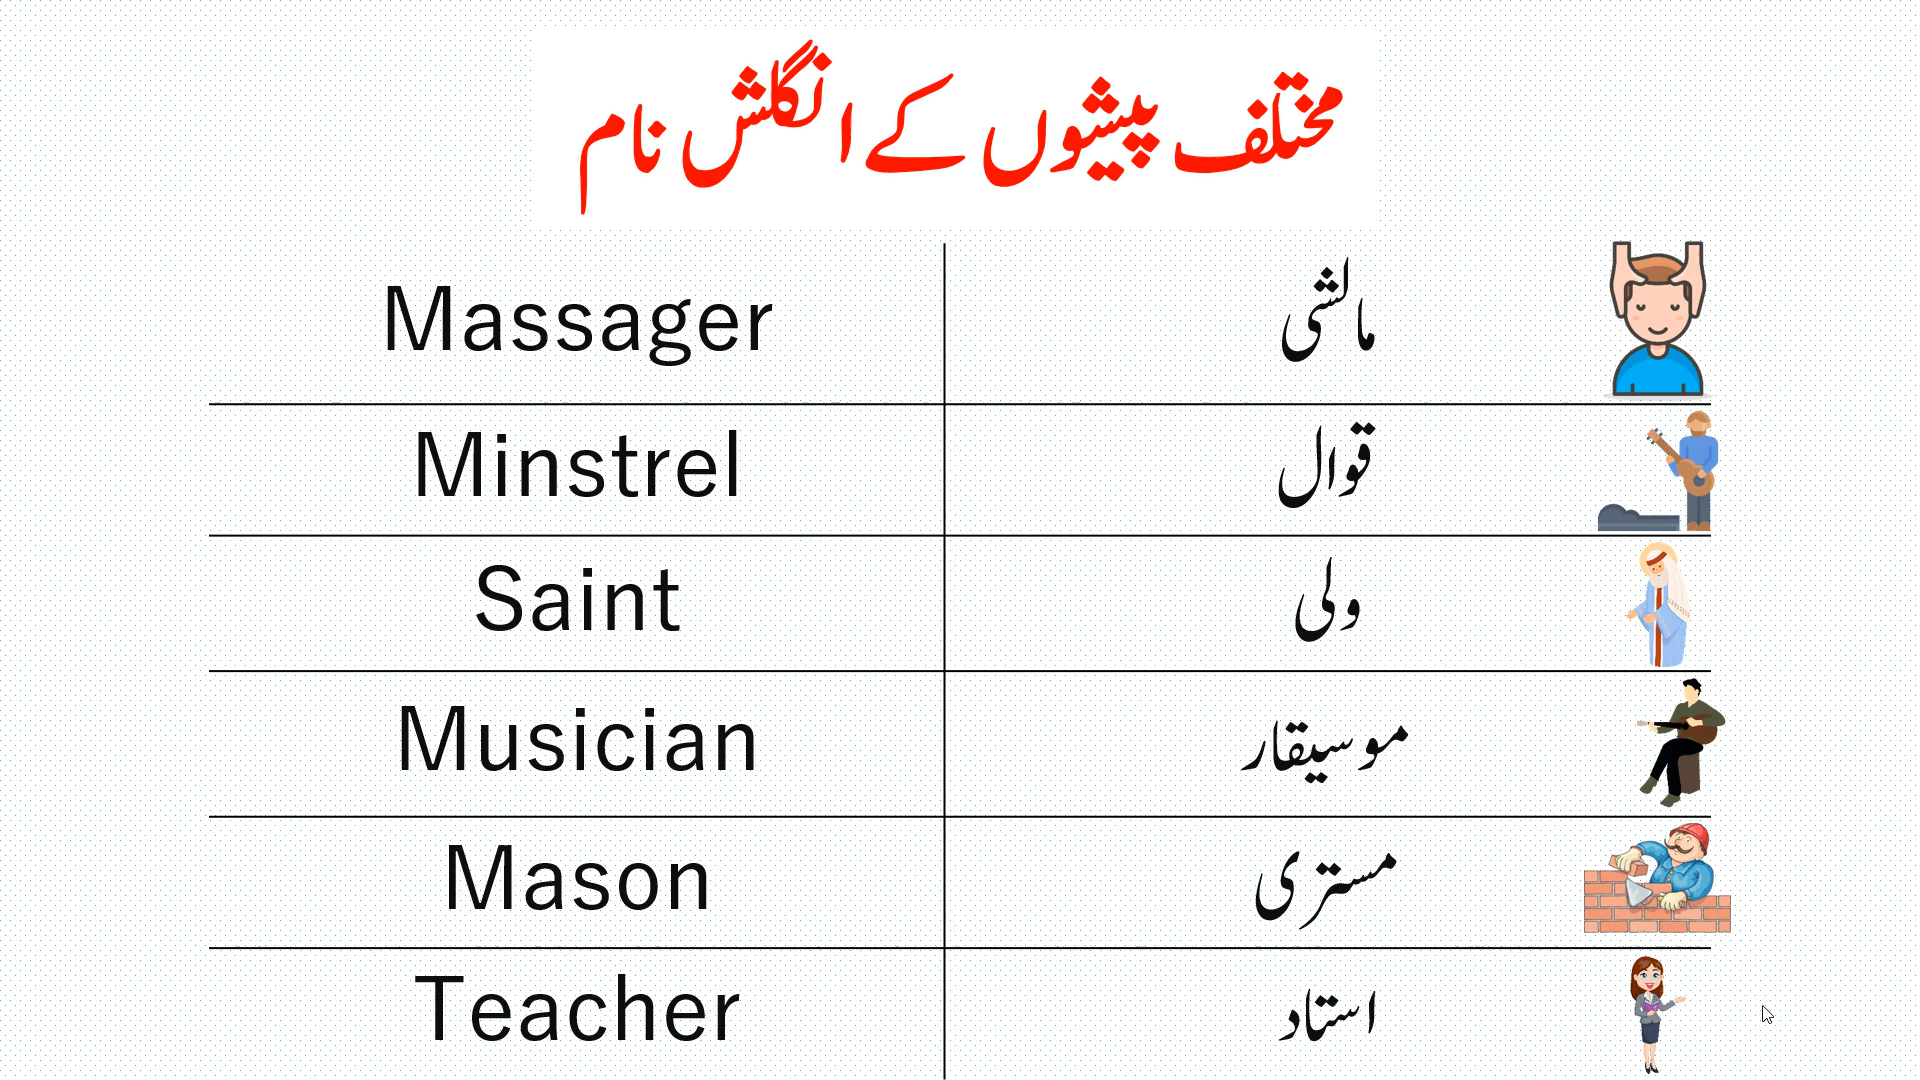 مختلف پیشوں کے انگلش نام
Massager مالشی
Minstrel قوال
Saint ولی
Musician موسیقار
Mason مستری
Teacher استاد